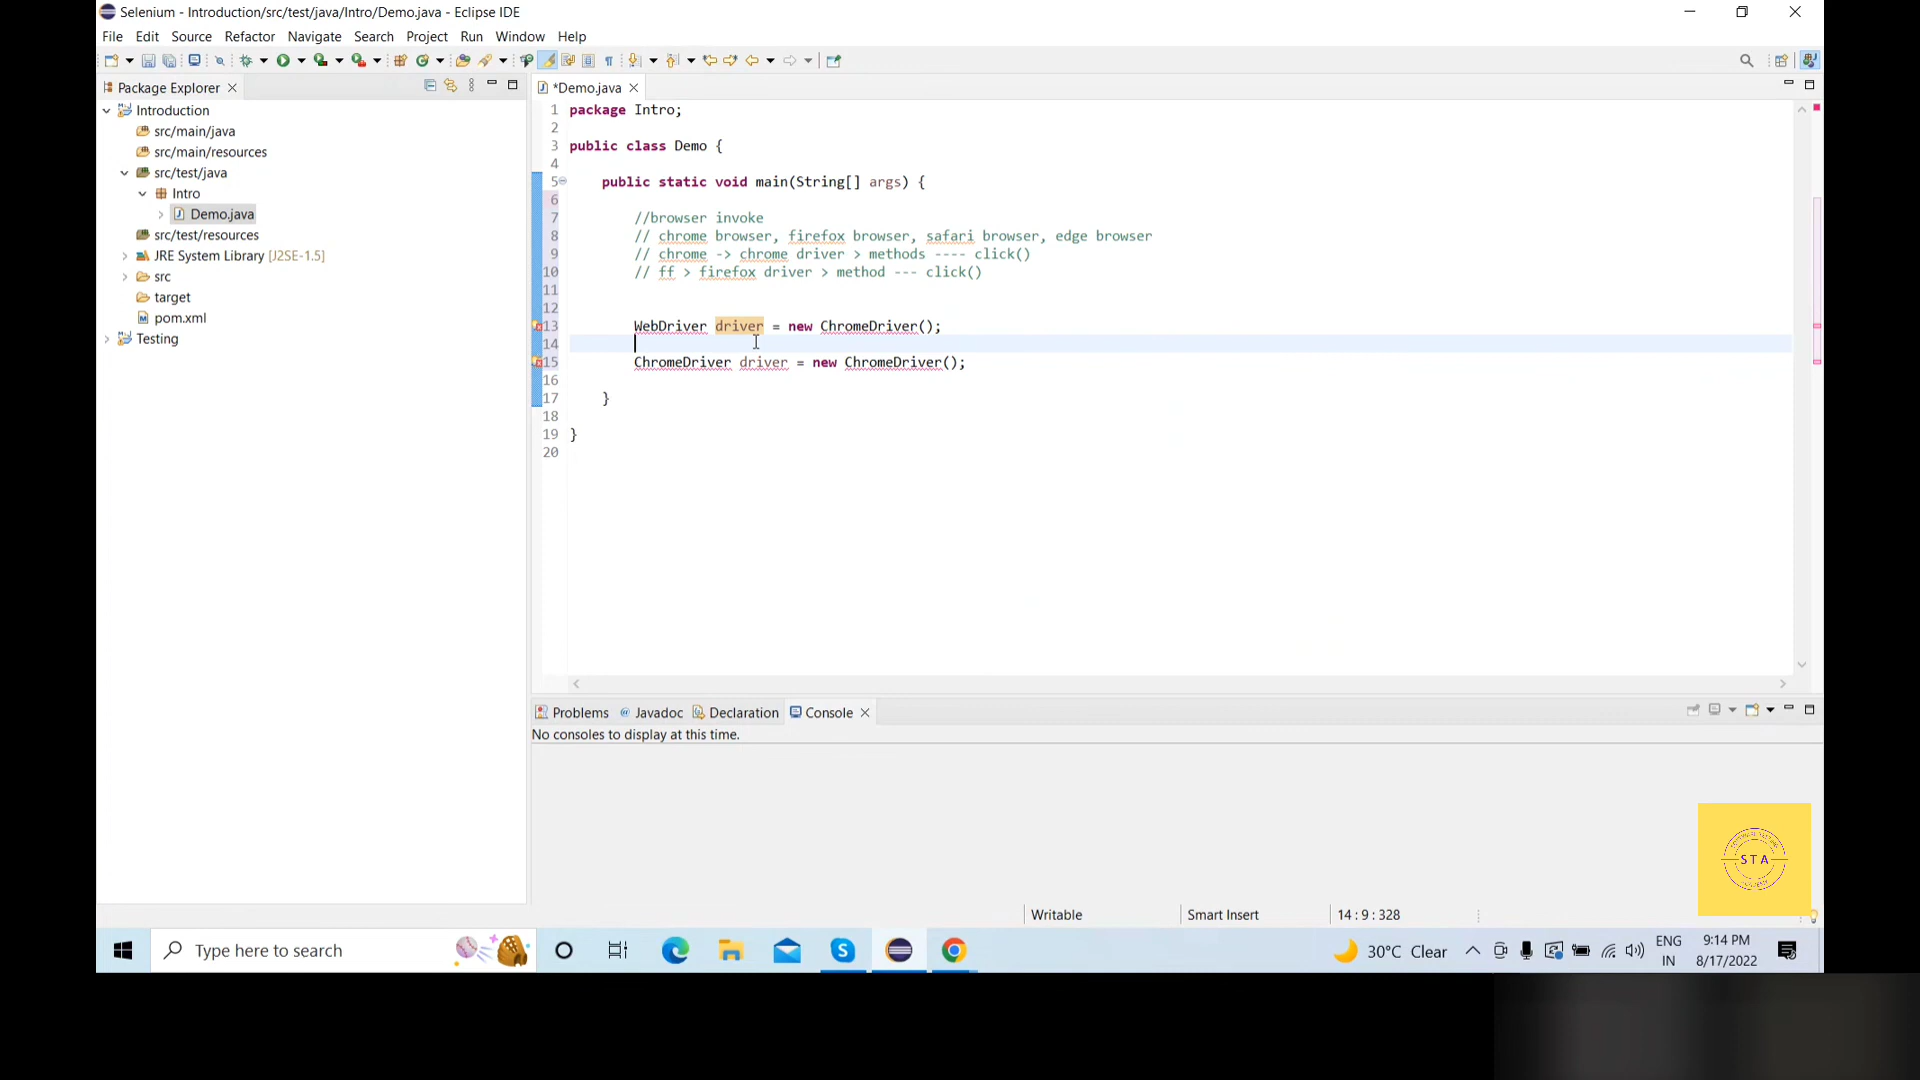 Selenium - Introduction/src/test/java/Intro/Demo.java - Eclipse IDE
File Edit Source Refactor Navigate Search Project Run Window Help
Package Explorer
Introduction
src/main/java
src/main/resources
src/test/java
Intro
Demo.java
src/test/resources
JRE System Library [J2SE-1.5]
src
target
pom.xml
Testing
*Demo.java
1 package Intro;
2
3 public class Demo {
4
5 public static void main(String[] args) {
6
7 //browser invoke
8 // chrome browser, firefox browser, safari browser, edge browser
9 // chrome -> chrome driver > methods ---- click()
10 // ff > firefox driver > method --- click()
11
12
13 WebDriver driver = new ChromeDriver();
14
15 ChromeDriver driver = new ChromeDriver();
16
17 }
18
19 }
20
Problems Javadoc Declaration Console
No consoles to display at this time.
STA
Writable Smart Insert 14 : 9 : 328
Type here to search
30°C Clear
ENG
IN
9:14 PM
8/17/2022